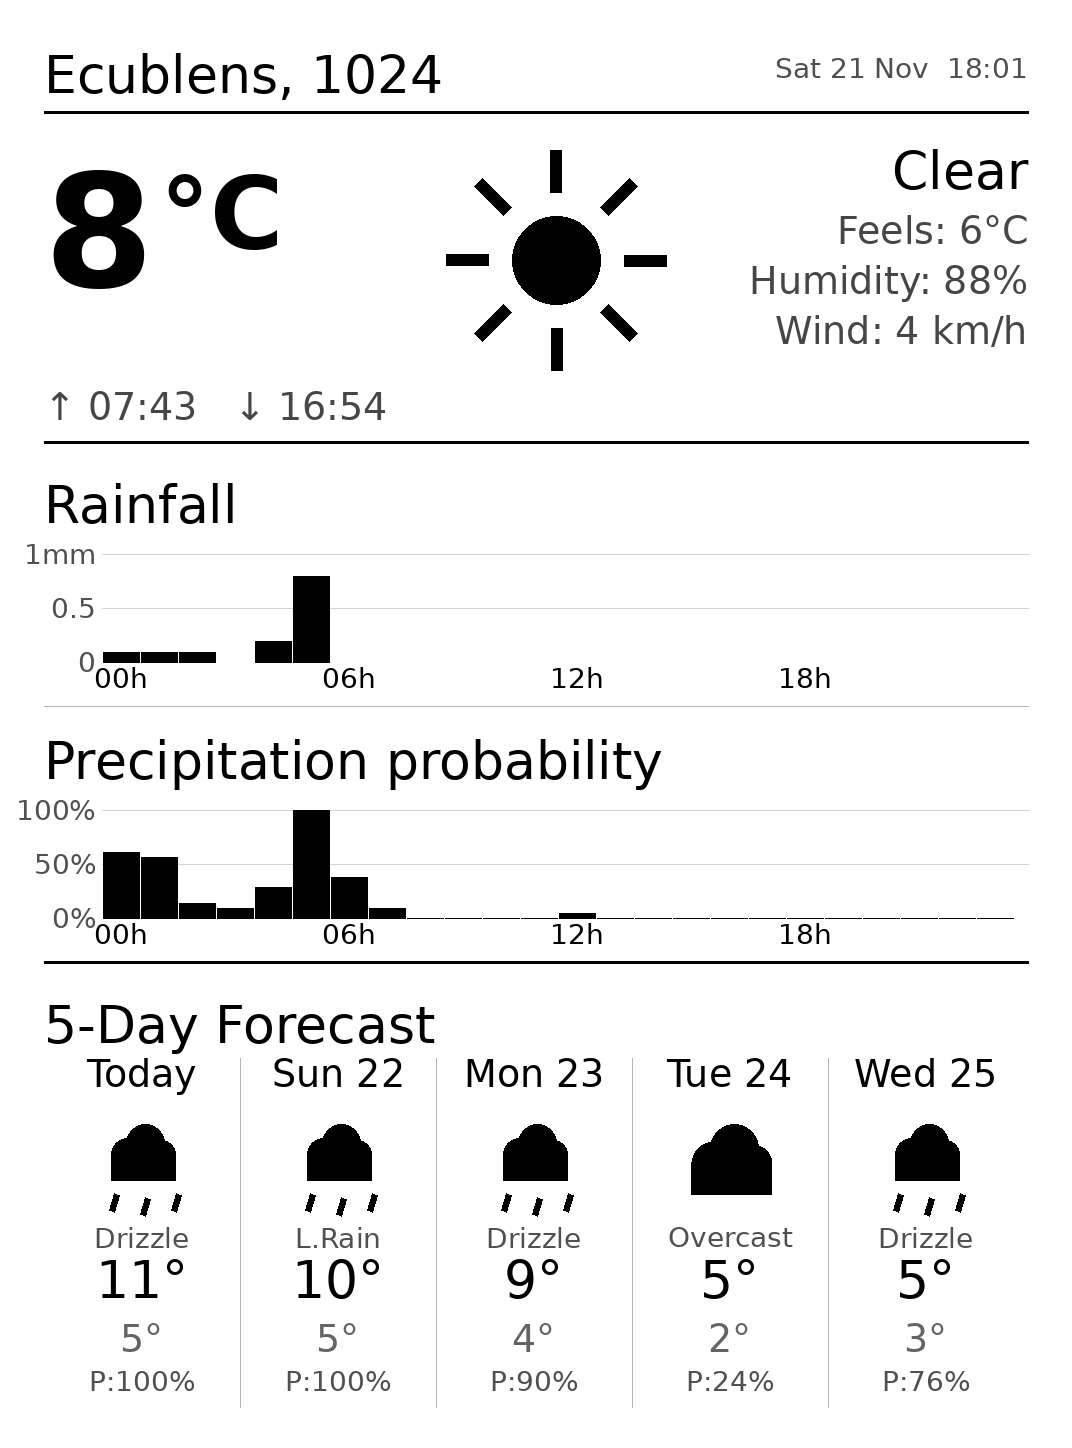 Ecublens, 1024
Sat 21 Nov  18:01
8°C
Clear
Feels: 6°C
Humidity: 88%
Wind: 4 km/h
↑ 07:43   ↓ 16:54
Rainfall
1mm
0.5
0
00h 06h 12h 18h
Precipitation probability
100%
50%
0%
00h 06h 12h 18h
5-Day Forecast
Today Sun 22 Mon 23 Tue 24 Wed 25
Drizzle L.Rain Drizzle Overcast Drizzle
11° 10° 9° 5° 5°
5° 5° 4° 2° 3°
P:100% P:100% P:90% P:24% P:76%